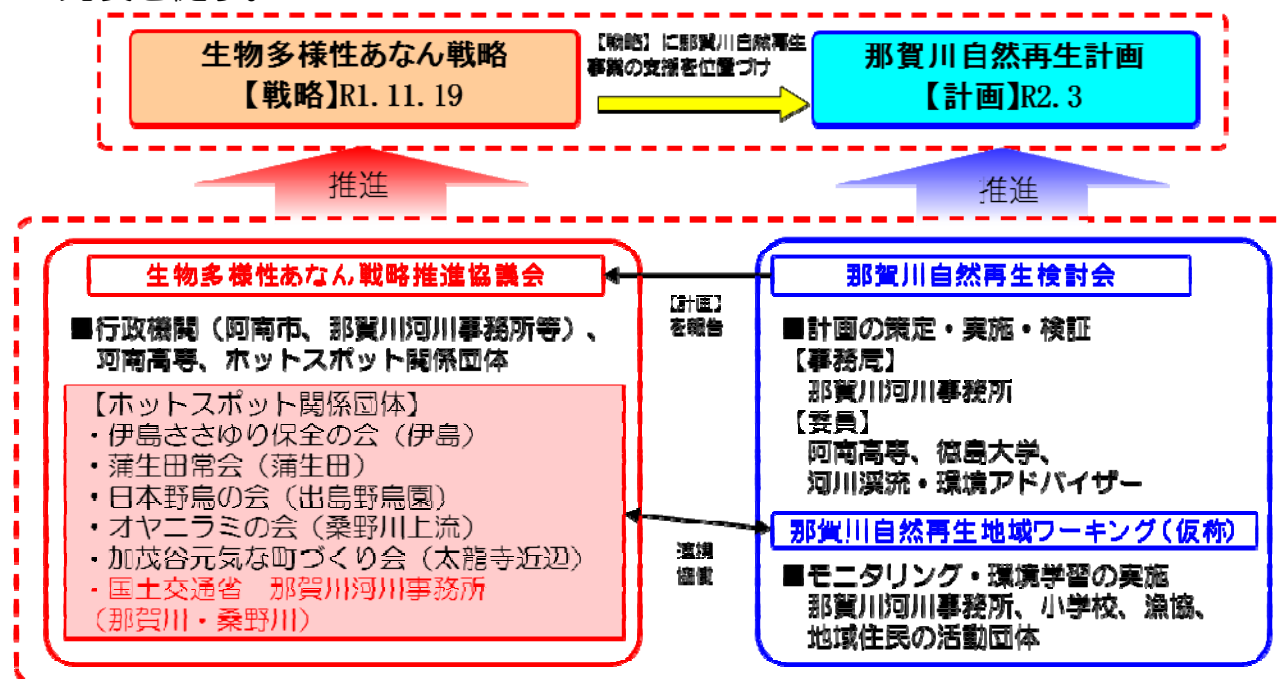 生物多様性あなん戦略
【戦略】R1.11.19
【戦略】に那賀川自然再生
事業の支援を位置づけ
那賀川自然再生計画
【計画】R2.3
推進
推進
生物多様性あなん戦略推進協議会
■行政機関（阿南市、那賀川河川事務所等）、
阿南高専、ホットスポット関係団体
【ホットスポット関係団体】
・伊島ささゆり保全の会（伊島）
・蒲生田常会（蒲生田）
・日本野鳥の会（出島野鳥園）
・オヤニラミの会（桑野川上流）
・加茂谷元気な町づくり会（太龍寺近辺）
・国土交通省　那賀川河川事務所
（那賀川・桑野川）
【計画】
を報告
連携
協働
那賀川自然再生検討会
■計画の策定・実施・検証
【事務局】
那賀川河川事務所
【委員】
阿南高専、徳島大学、
河川渓流・環境アドバイザー
那賀川自然再生地域ワーキング（仮称）
■モニタリング・環境学習の実施
那賀川河川事務所、小学校、漁協、
地域住民の活動団体